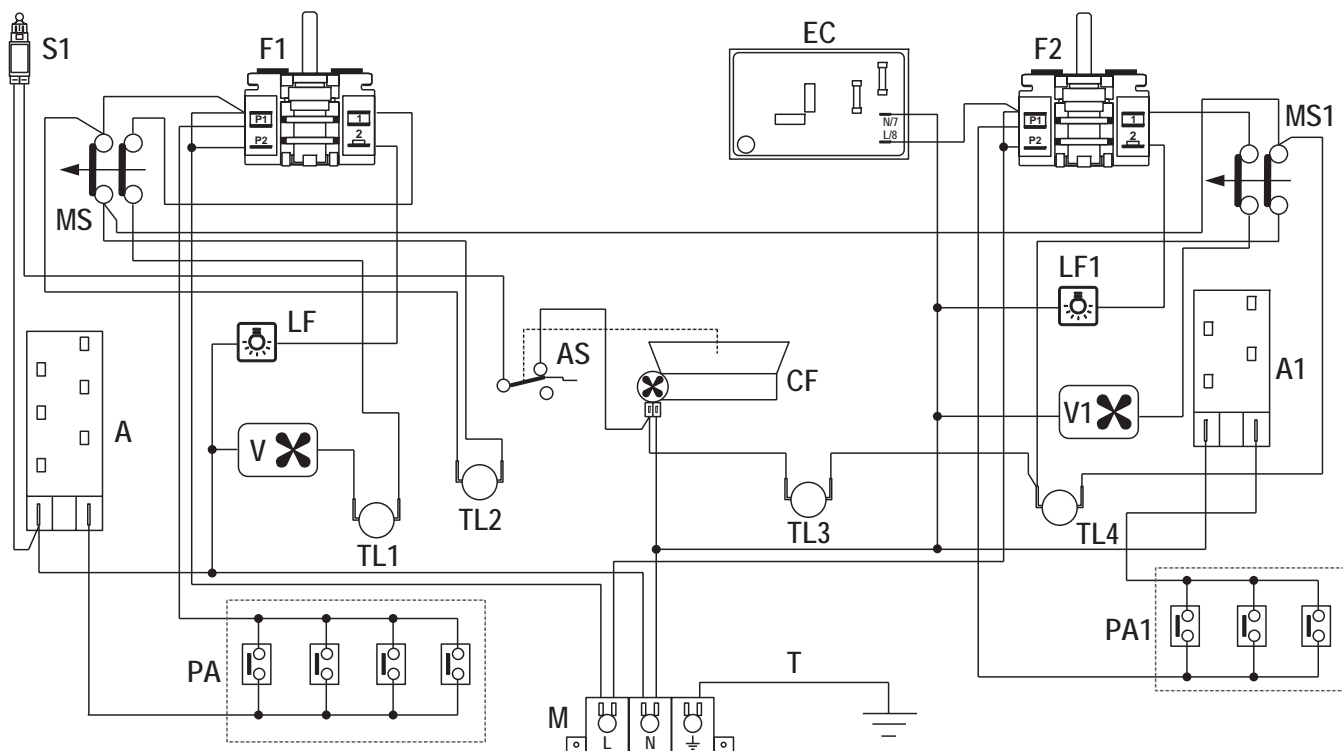 S1
F1
EC
F2
P1
1
P2
2
N/7
L/8
P1
1
P2
2
MS1
MS
LF1
LF
AS
CF
A1
A
V
V1
TL2
TL1
TL3
TL4
PA1
PA
T
M
L
N